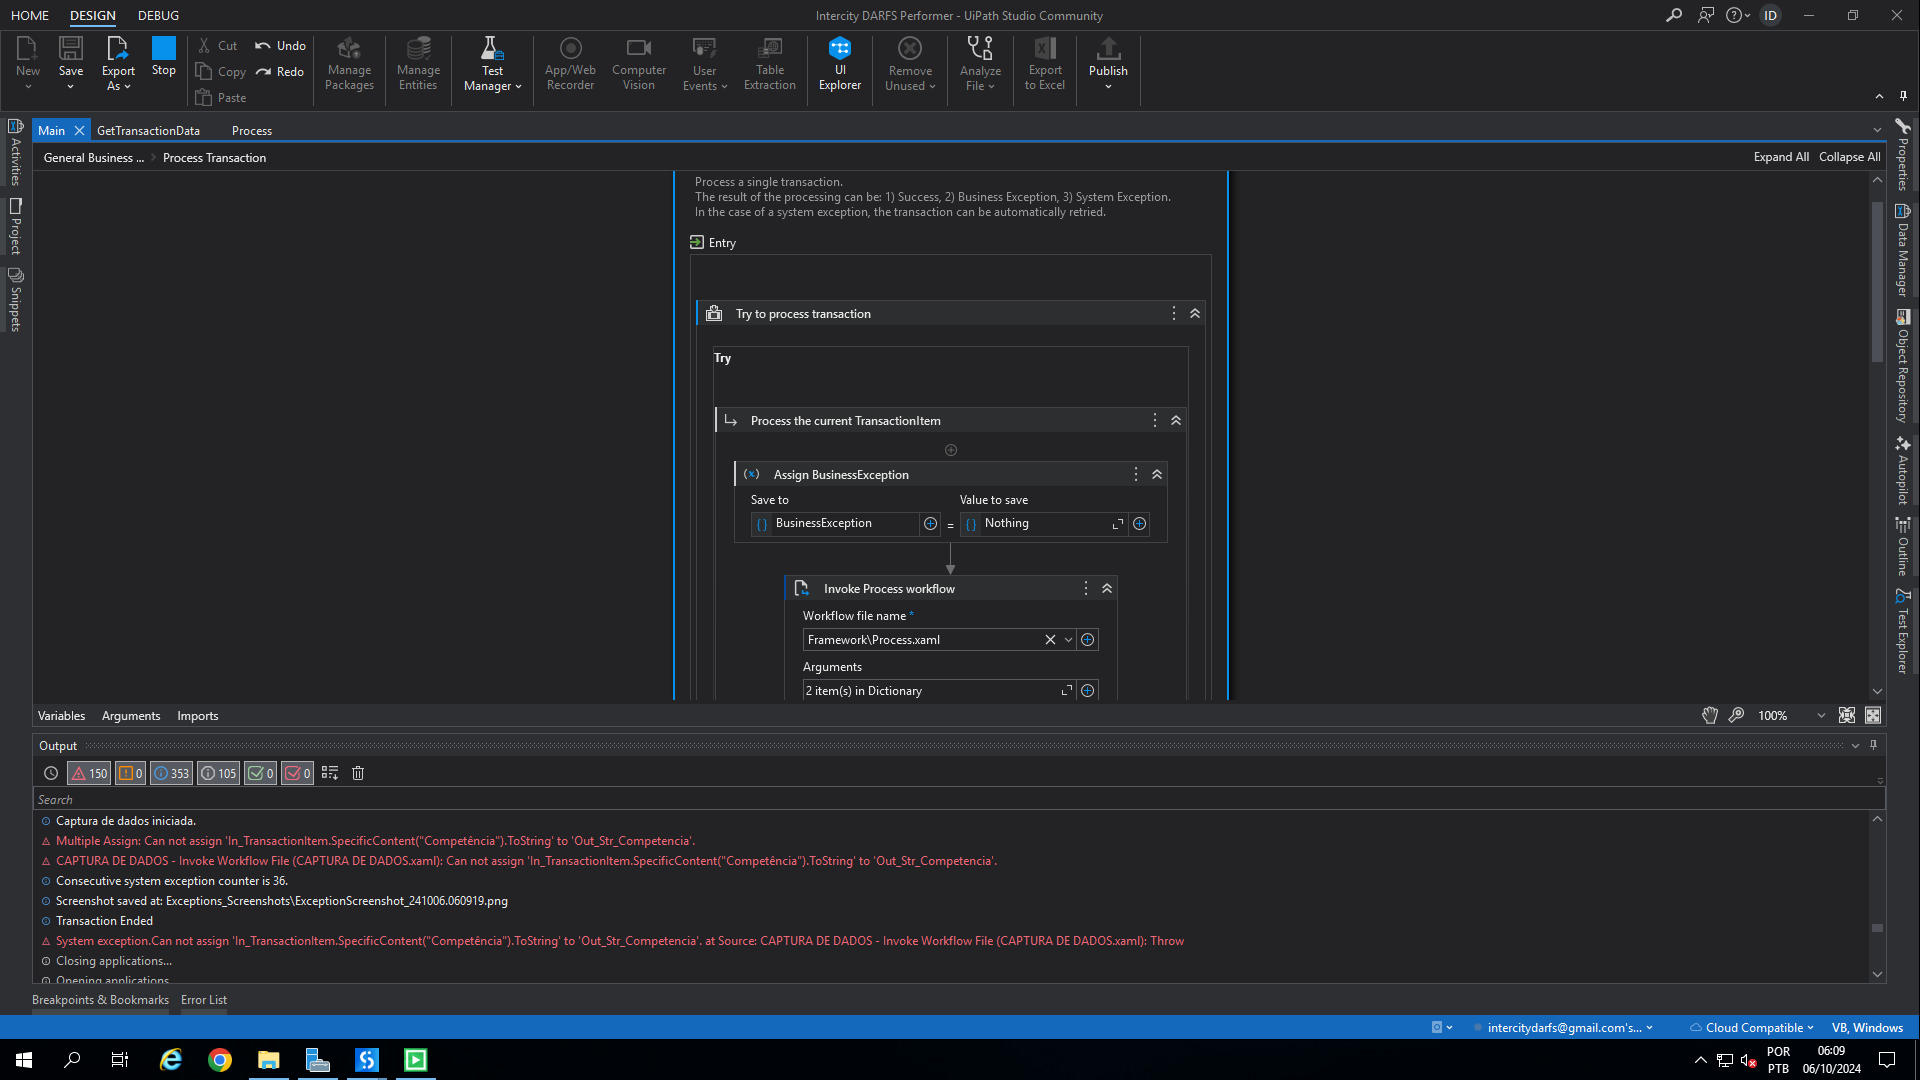 HOME DESIGN DEBUG
Intercity DARFS Performer - UiPath Studio Community
ID
New
Save
Export As
Stop
Cut
Copy
Paste
Undo
Redo
Manage Packages
Manage Entities
Test Manager
App/Web Recorder
Computer Vision
User Events
Table Extraction
UI Explorer
Remove Unused
Analyze File
Export to Excel
Publish
Main GetTransactionData Process
General Business ... Process Transaction
Expand All Collapse All
Activities
Project
Snippets
Properties
Data Manager
Object Repository
Autopilot
Outline
Test Explorer
Process a single transaction.
The result of the processing can be: 1) Success, 2) Business Exception, 3) System Exception.
In the case of a system exception, the transaction can be automatically retried.
Entry
Try to process transaction
Try
Process the current TransactionItem
Assign BusinessException
Save to Value to save
BusinessException = Nothing
Invoke Process workflow
Workflow file name *
Framework\Process.xaml
Arguments
2 item(s) in Dictionary
Variables Arguments Imports
100%
Output
150 0 353 105 0 0
Search
Captura de dados iniciada.
Multiple Assign: Can not assign 'In_TransactionItem.SpecificContent("Competência").ToString' to 'Out_Str_Competencia'.
CAPTURA DE DADOS - Invoke Workflow File (CAPTURA DE DADOS.xaml): Can not assign 'In_TransactionItem.SpecificContent("Competência").ToString' to 'Out_Str_Competencia'.
Consecutive system exception counter is 36.
Screenshot saved at: Exceptions_Screenshots\ExceptionScreenshot_241006.060919.png
Transaction Ended
System exception.Can not assign 'In_TransactionItem.SpecificContent("Competência").ToString' to 'Out_Str_Competencia'. at Source: CAPTURA DE DADOS - Invoke Workflow File (CAPTURA DE DADOS.xaml): Throw
Closing applications...
Opening applications
Breakpoints & Bookmarks Error List
intercitydarfs@gmail.com's... Cloud Compatible VB, Windows
POR 06:09
PTB 06/10/2024